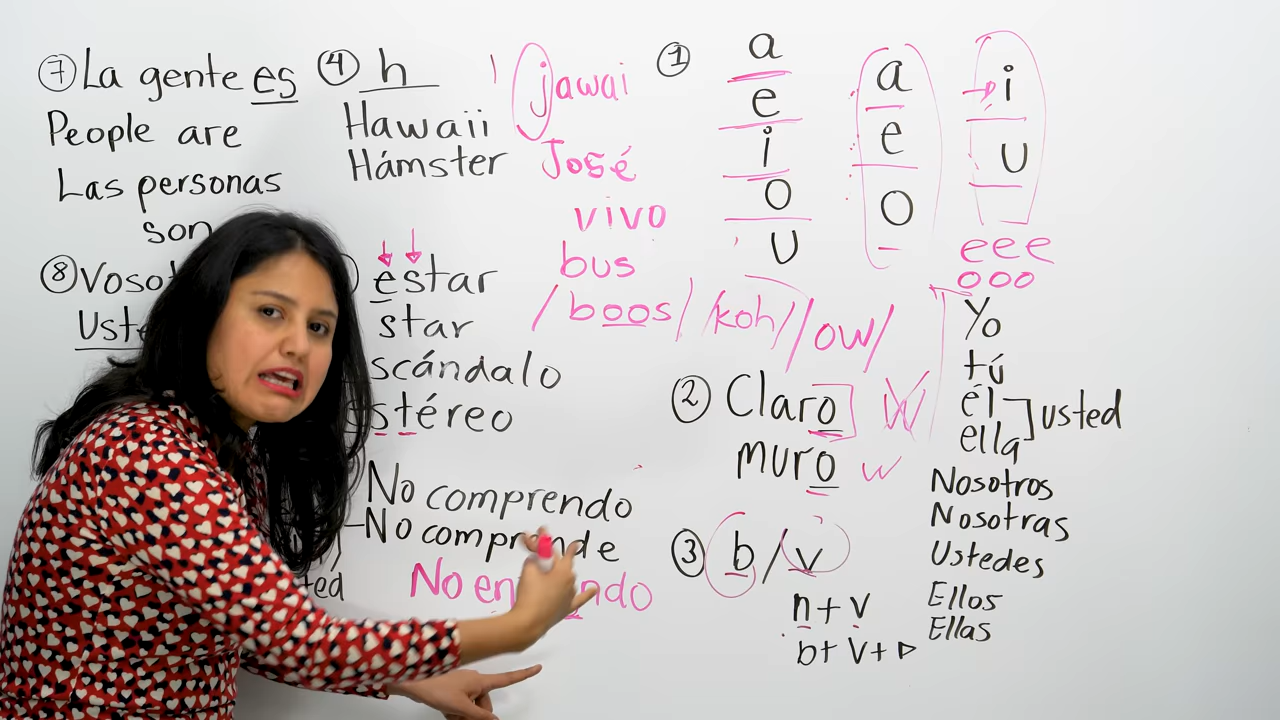 ⑦ La gente es
People are
Las personas
son
⑧
④ h
Hawaii
Hámster
jawai
José
vivo
bus
/boos/ /koh/ /ow/
estar
star
scándalo
stéreo
No comprendo
No comprende
① a
e
i
o
u
a
e
o
i
u
eee
ooo
② Claro w
muro w
③ b/v
n+v
b+v+
Yo
tú
él
ella
usted
Nosotros
Nosotras
Ustedes
Ellos
Ellas